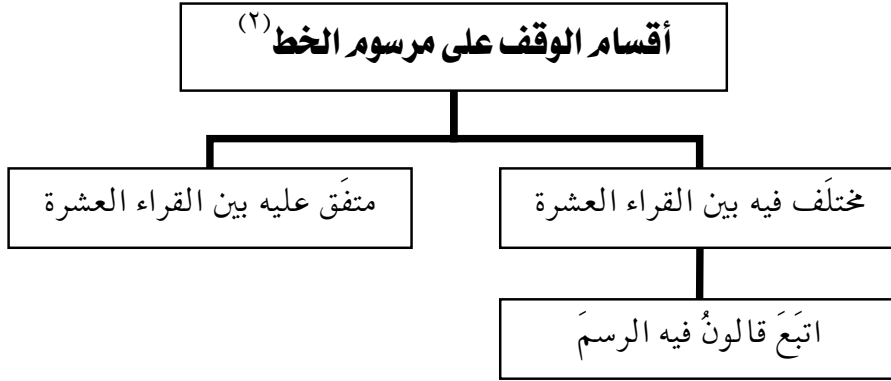 أقسام الوقف على مرسوم الخط(٢)
مختلَف فيه بين القراء العشرة
متفَق عليه بين القراء العشرة
اتبَعَ قالونُ فيه الرسمَ